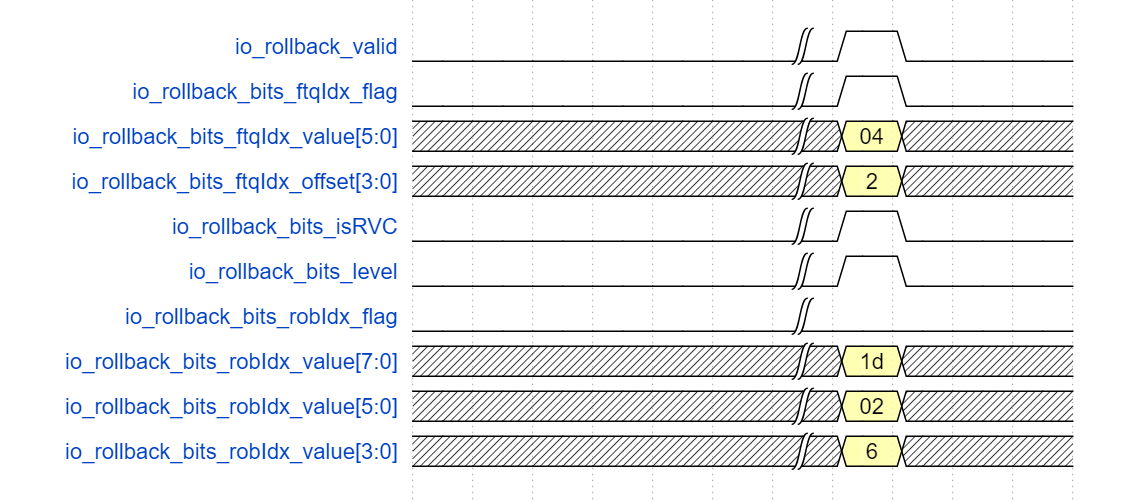 io_rollback_valid
io_rollback_bits_ftqIdx_flag
io_rollback_bits_ftqIdx_value[5:0] 04
io_rollback_bits_ftqIdx_offset[3:0] 2
io_rollback_bits_isRVC
io_rollback_bits_level
io_rollback_bits_robIdx_flag
io_rollback_bits_robIdx_value[7:0] 1d
io_rollback_bits_robIdx_value[5:0] 02
io_rollback_bits_robIdx_value[3:0] 6